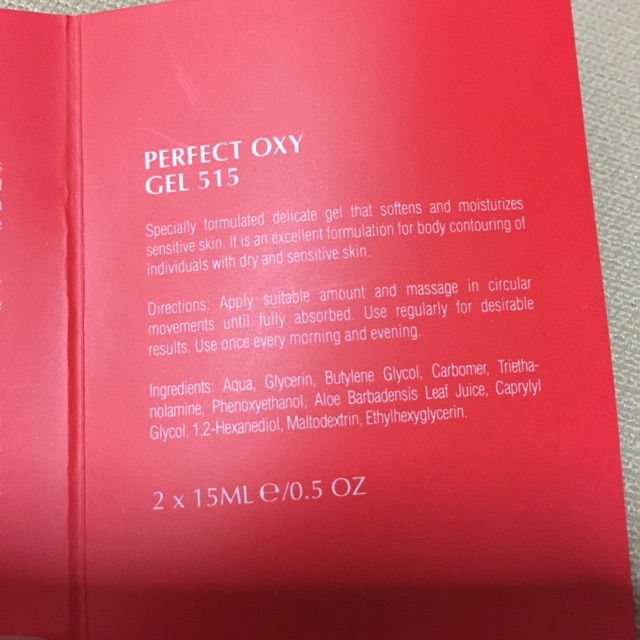 PERFECT OXY
GEL 515
Specially formulated delicate gel that softens and moisturizes
sensitive skin. It is an excellent formulation for body contouring of
individuals with dry and sensitive skin.
Directions: Apply suitable amount and massage in circular
movements until fully absorbed. Use regularly for desirable
results. Use once every morning and evening.
Ingredients: Aqua, Glycerin, Butylene Glycol, Carbomer, Trietha-
nolamine, Phenoxyethanol, Aloe Barbadensis Leaf Juice, Caprylyl
Glycol, 1,2-Hexanediol, Maltodextrin, Ethylhexyglycerin.
2 x 15ML ℮/0.5 OZ